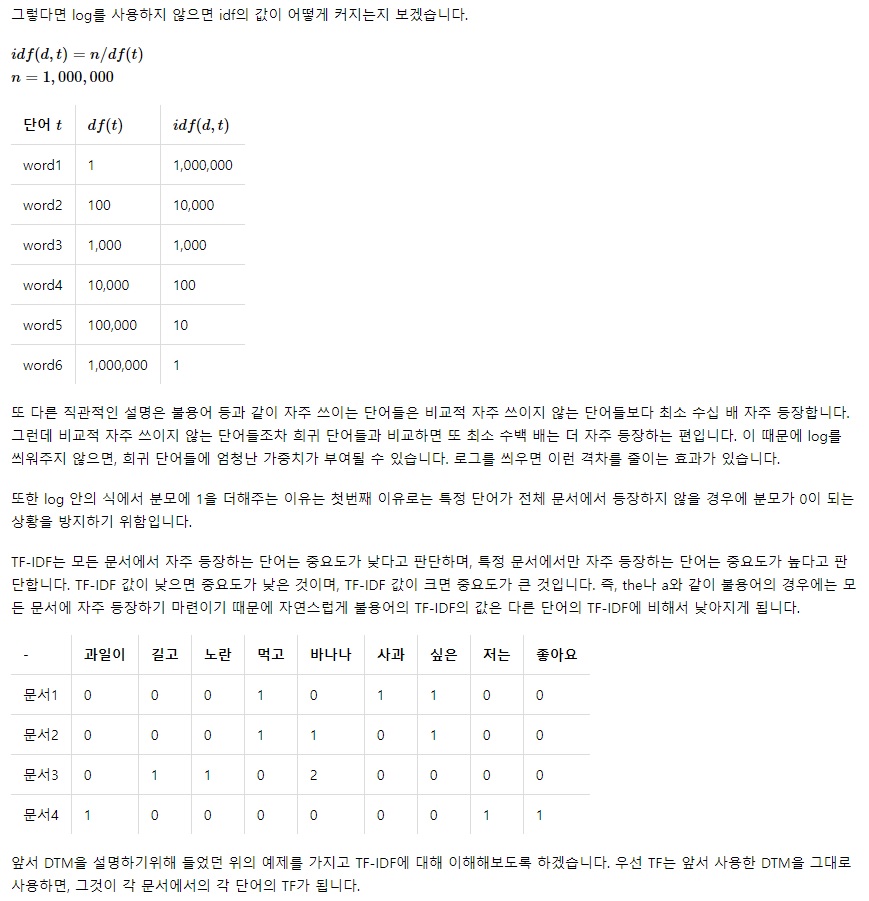 그렇다면 log를 사용하지 않으면 idf의 값이 어떻게 커지는지 보겠습니다.
idf(d, t) = n/df(t)
n = 1,000,000
단어 t df(t) idf(d, t)
word1 1 1,000,000
word2 100 10,000
word3 1,000 1,000
word4 10,000 100
word5 100,000 10
word6 1,000,000 1
또 다른 직관적인 설명은 불용어 등과 같이 자주 쓰이는 단어들은 비교적 자주 쓰이지 않는 단어들보다 최소 수십 배 자주 등장합니다.
그런데 비교적 자주 쓰이지 않는 단어들조차 희귀 단어들과 비교하면 또 최소 수백 배는 더 자주 등장하는 편입니다. 이 때문에 log를
씌워주지 않으면, 희귀 단어들에 엄청난 가중치가 부여될 수 있습니다. 로그를 씌우면 이런 격차를 줄이는 효과가 있습니다.
또한 log 안의 식에서 분모에 1을 더해주는 이유는 첫번째 이유로는 특정 단어가 전체 문서에서 등장하지 않을 경우에 분모가 0이 되는
상황을 방지하기 위함입니다.
TF-IDF는 모든 문서에서 자주 등장하는 단어는 중요도가 낮다고 판단하며, 특정 문서에서만 자주 등장하는 단어는 중요도가 높다고 판
단합니다. TF-IDF 값이 낮으면 중요도가 낮은 것이며, TF-IDF 값이 크면 중요도가 큰 것입니다. 즉, the나 a와 같이 불용어의 경우에는 모
든 문서에 자주 등장하기 마련이기 때문에 자연스럽게 불용어의 TF-IDF의 값은 다른 단어의 TF-IDF에 비해서 낮아지게 됩니다.
- 과일이 길고 노란 먹고 바나나 사과 싶은 저는 좋아요
문서1 0 0 0 1 0 1 1 0 0
문서2 0 0 0 1 1 0 1 0 0
문서3 0 1 1 0 2 0 0 0 0
문서4 1 0 0 0 0 0 0 1 1
앞서 DTM을 설명하기위해 들었던 위의 예제를 가지고 TF-IDF에 대해 이해해보도록 하겠습니다. 우선 TF는 앞서 사용한 DTM을 그대로
사용하면, 그것이 각 문서에서의 각 단어의 TF가 됩니다.